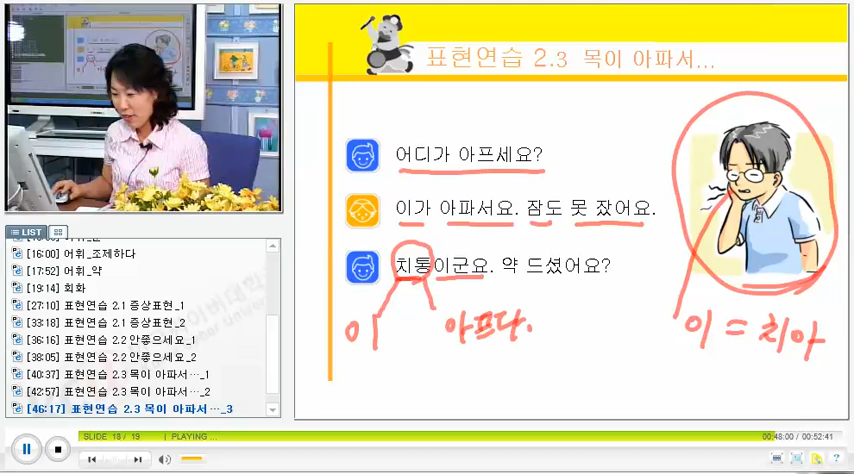 표현연습 2.3 목이 아파서...
어디가 아프세요?
이가 아파서요. 잠도 못 잤어요.
치통이군요. 약 드셨어요?
이
아프다.
이 = 치아
LIST
[16:00] 어휘_조제하다
[17:52] 어휘_약
[19:14] 회화
[27:10] 표현연습 2.1 증상표현_1
[33:18] 표현연습 2.1 증상표현_2
[36:16] 표현연습 2.2 안좋으세요_1
[38:05] 표현연습 2.2 안좋으세요_2
[40:37] 표현연습 2.3 목이 아파서…_1
[42:57] 표현연습 2.3 목이 아파서…_2
[46:17] 표현연습 2.3 목이 아파서…_3
SLIDE 18 / 19 | PLAYING ...
00:48:00 / 00:52:41